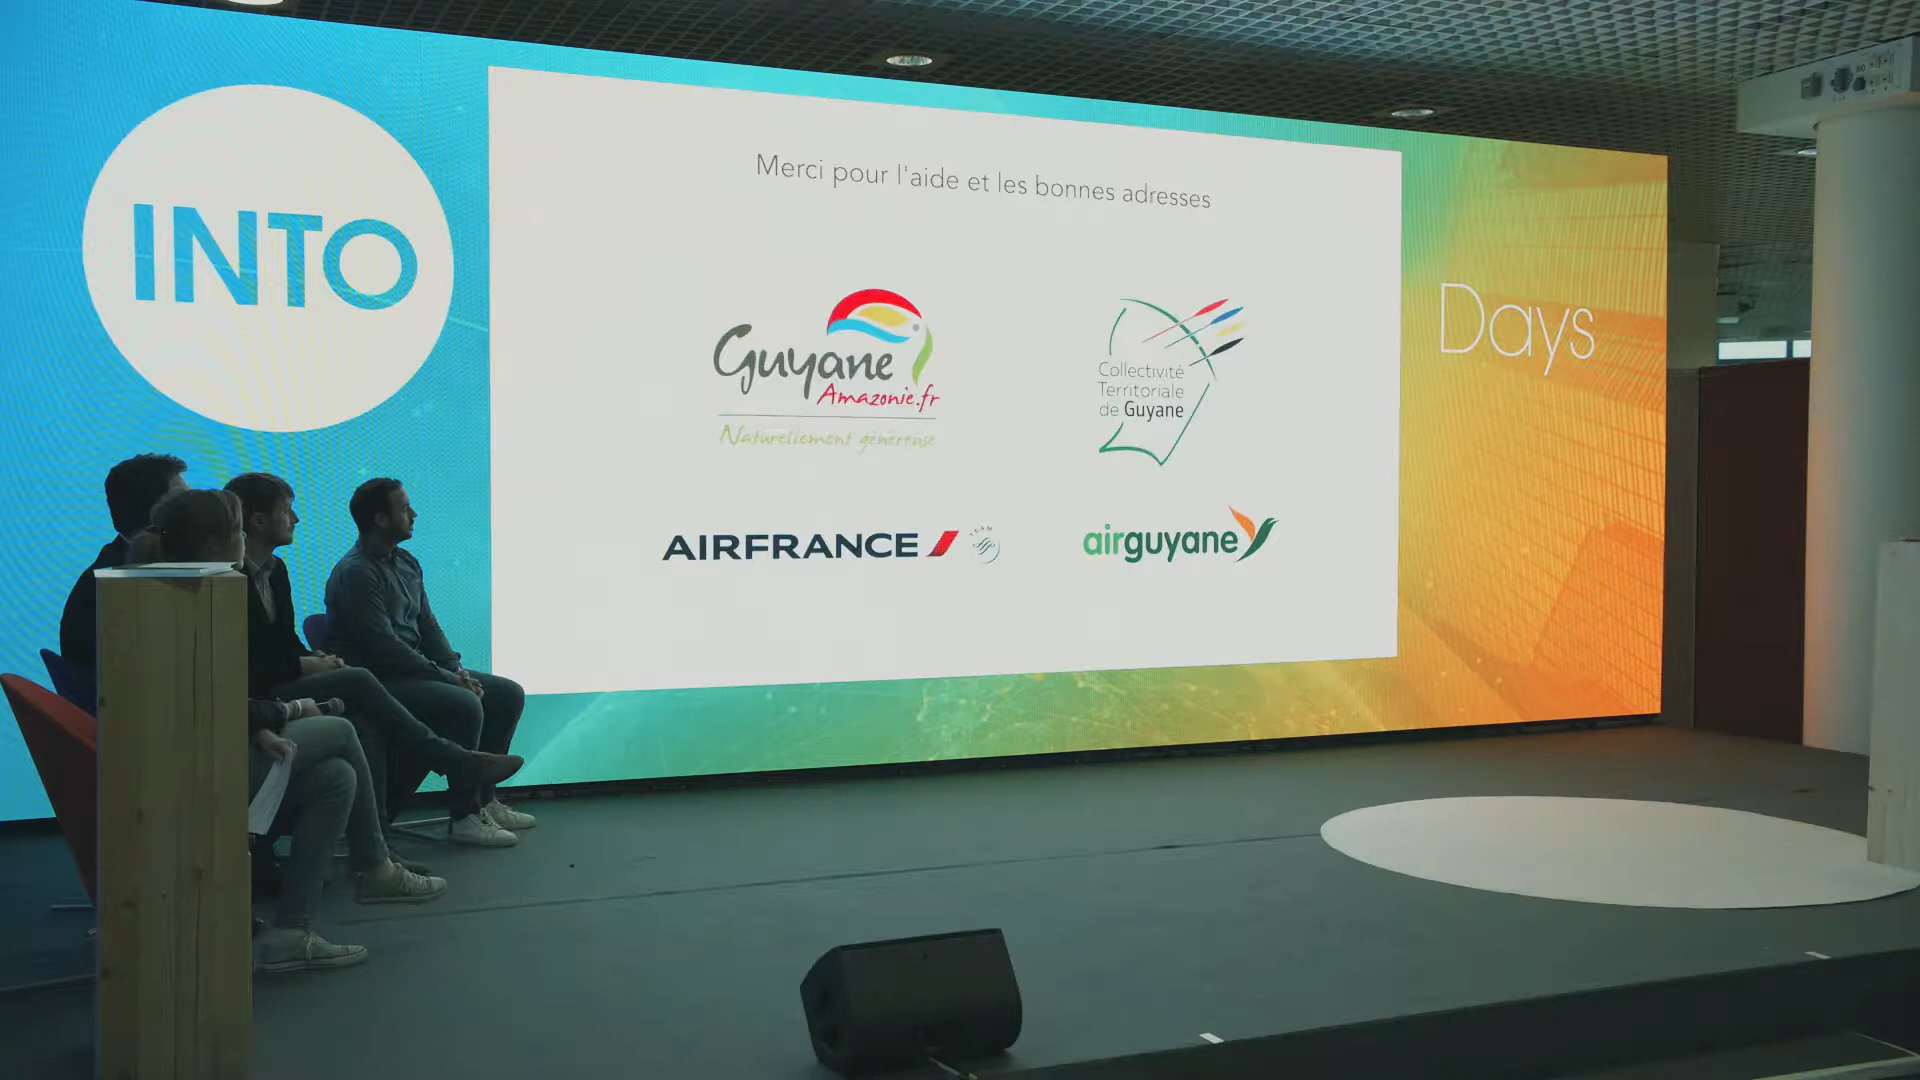 INTO
Merci pour l'aide et les bonnes adresses
Guyane
Amazonie.fr
Naturellement généreuse
Collectivité
Territoriale
de Guyane
AIRFRANCE
TEAM
airguyane
Days